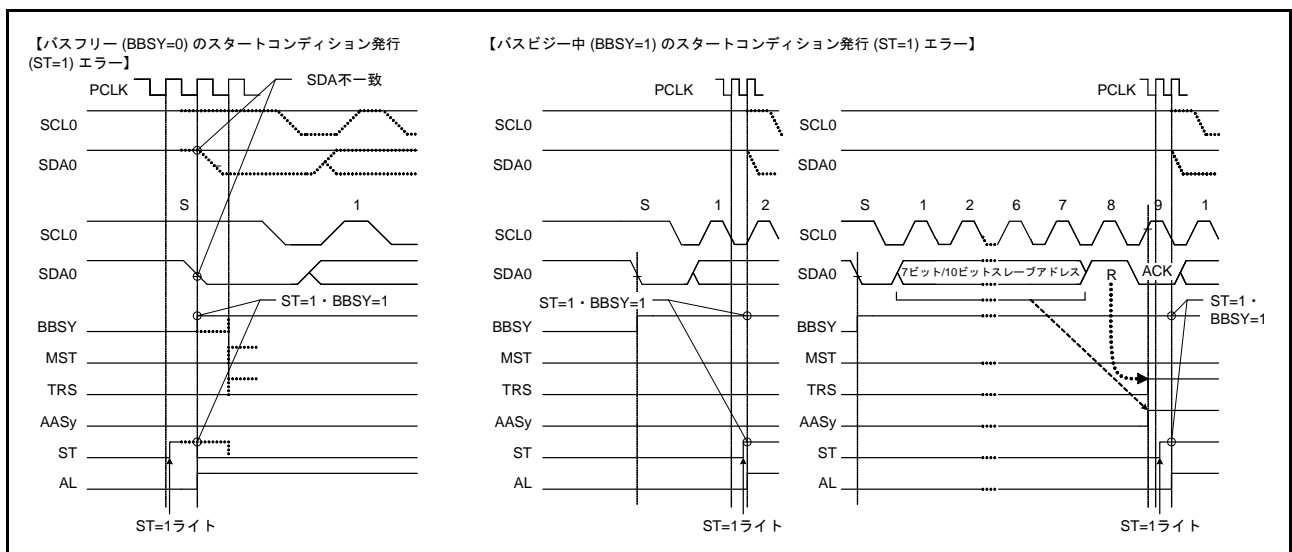 【バスフリー (BBSY=0) のスタートコンディション発行
(ST=1) エラー】
PCLK
SDA不一致
SCL0
SDA0
S
1
SCL0
SDA0
ST=1・BBSY=1
BBSY
MST
TRS
AASy
ST
AL
ST=1ライト
【バスビジー中 (BBSY=1) のスタートコンディション発行 (ST=1) エラー】
PCLK
SCL0
SDA0
S
1
2
SCL0
SDA0
ST=1・BBSY=1
BBSY
MST
TRS
AASy
ST
AL
ST=1ライト
PCLK
SCL0
SDA0
S
1
2
6
7
8
9
1
SCL0
SDA0
7ビット/10ビットスレーブアドレス
R
ACK
ST=1・
BBSY=1
BBSY
MST
TRS
AASy
ST
AL
ST=1ライト